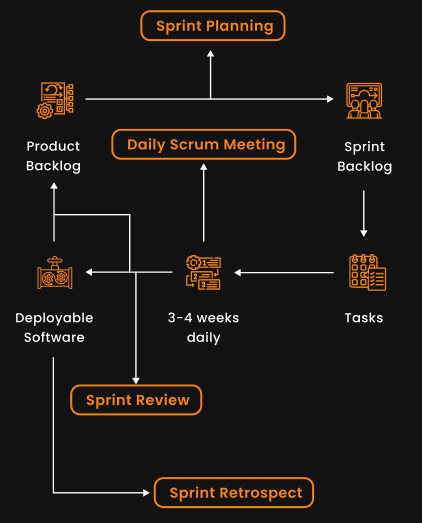 Sprint Planning
Product
Backlog
Sprint
Backlog
Daily Scrum Meeting
Deployable
Software
3-4 weeks
daily
Tasks
Sprint Review
Sprint Retrospect